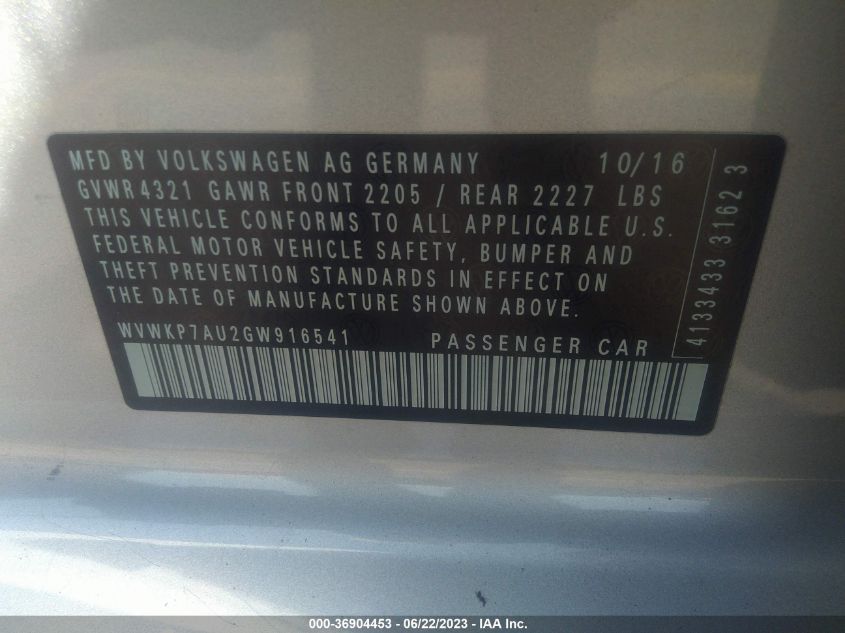 MFD BY VOLKSWAGEN AG GERMANY 10/16
GVWR 4321 GAWR FRONT 2205 / REAR 2227 LBS
THIS VEHICLE CONFORMS TO ALL APPLICABLE U.S.
FEDERAL MOTOR VEHICLE SAFETY, BUMPER AND
THEFT PREVENTION STANDARDS IN EFFECT ON
THE DATE OF MANUFACTURE SHOWN ABOVE.
WVWKP7AU2GW916541 PASSENGER CAR
4133433 3162 3
000-36904453 - 06/22/2023 - IAA Inc.